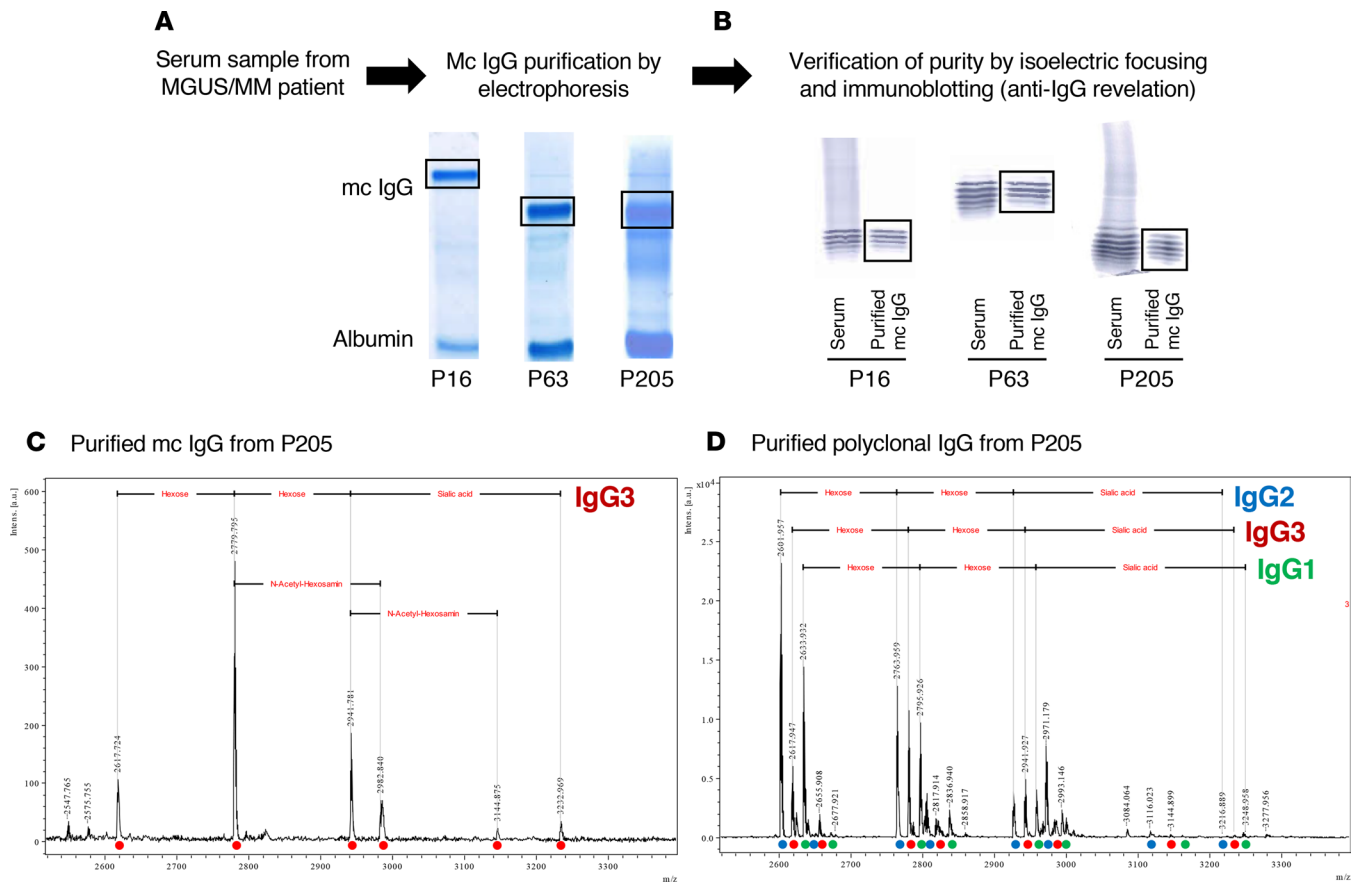 A
B
Serum sample from
MGUS/MM patient
Mc IgG purification by
electrophoresis
Verification of purity by isoelectric focusing
and immunoblotting (anti-IgG revelation)
mc IgG
Albumin
P16
P63
P205
Serum
Purified
mc IgG
Serum
Purified
mc IgG
Serum
Purified
mc IgG
P16
P63
P205
C Purified mc IgG from P205
Intens. [a.u.]
600
500
400
300
200
100
0
Hexose
Hexose
Sialic acid
IgG3
N-Acetyl-Hexosamin
N-Acetyl-Hexosamin
2547.765
2575.755
2617.724
2779.795
2941.781
2982.840
3144.875
3232.969
2600
2700
2800
2900
3000
3100
3200
3300
m/z
D Purified polyclonal IgG from P205
Intens. [a.u.]
x10⁴
2.5
2.0
1.5
1.0
0.5
0.0
Hexose
Hexose
Sialic acid
IgG2
Hexose
Hexose
Sialic acid
IgG3
Hexose
Hexose
Sialic acid
IgG1
3
2601.957
2617.947
2633.932
2655.908
2677.921
2763.959
2795.926
2817.914
2836.940
2858.917
2941.927
2971.179
2993.146
3084.064
3116.023
3144.899
3216.889
3248.958
3277.956
2600
2700
2800
2900
3000
3100
3200
3300
m/z